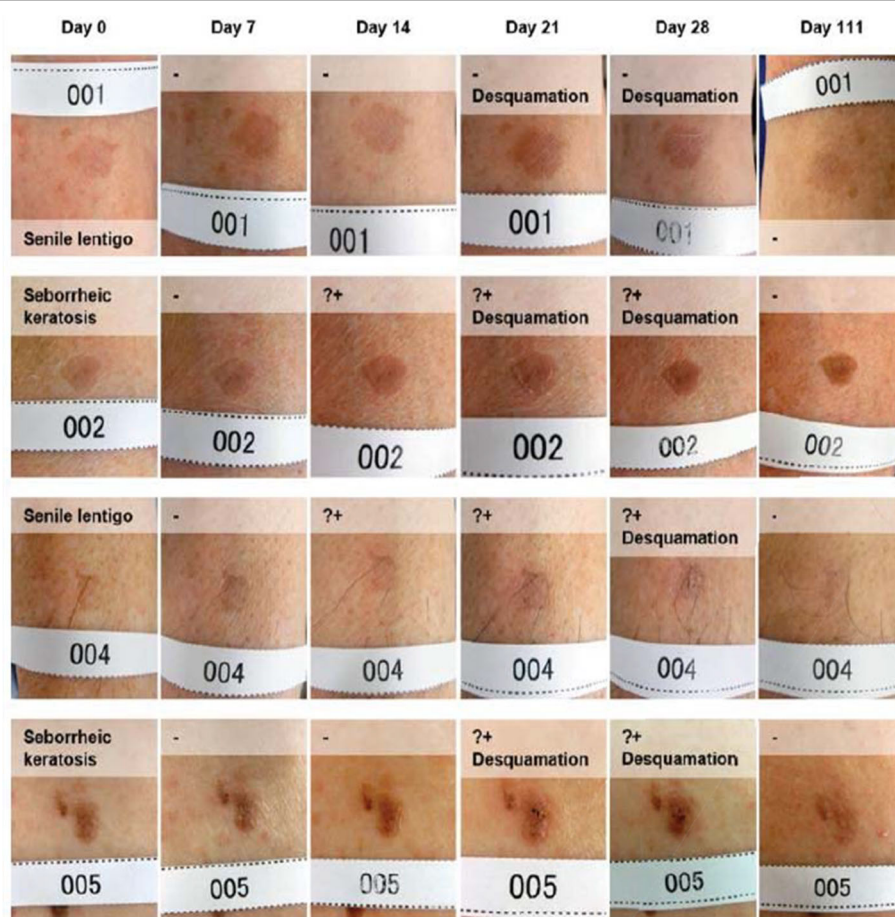 Day 0
Day 7
Day 14
Day 21
Day 28
Day 111
001
Senile lentigo
-
001
-
001
-
Desquamation
001
-
Desquamation
001
001
-
Seborrheic
keratosis
002
-
002
?+
002
?+
Desquamation
002
?+
Desquamation
002
-
002
Senile lentigo
004
-
004
?+
004
?+
004
?+
Desquamation
004
-
004
Seborrheic
keratosis
005
-
005
-
005
?+
Desquamation
005
?+
Desquamation
005
-
005